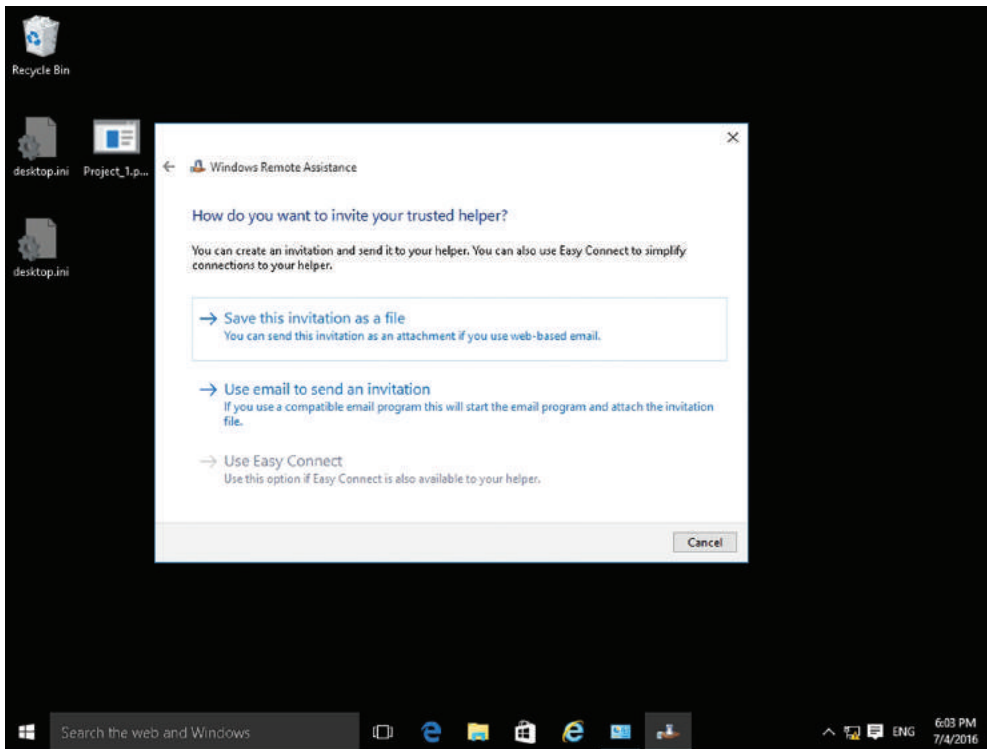 Recycle Bin
desktop.ini
Project_1.p...
desktop.ini
Windows Remote Assistance
How do you want to invite your trusted helper?
You can create an invitation and send it to your helper. You can also use Easy Connect to simplify
connections to your helper.
Save this invitation as a file
You can send this invitation as an attachment if you use web-based email.
Use email to send an invitation
If you use a compatible email program this will start the email program and attach the invitation
file.
Use Easy Connect
Use this option if Easy Connect is also available to your helper.
Cancel
Search the web and Windows
ENG
6:03 PM
7/4/2016